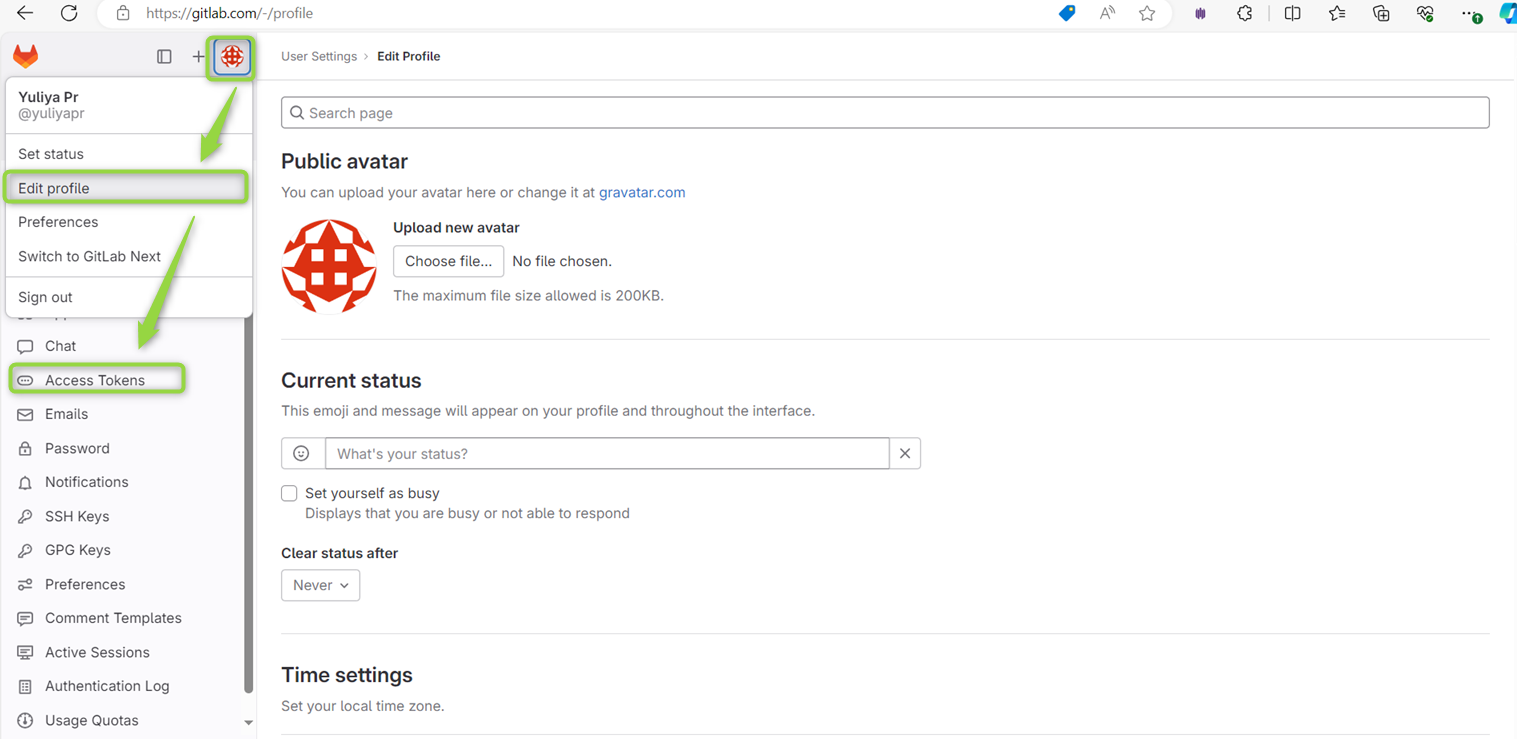 https://gitlab.com/-/profile
User Settings › Edit Profile
Yuliya Pr
@yuliyapr
Set status
Edit profile
Preferences
Switch to GitLab Next
Sign out
Chat
Access Tokens
Emails
Password
Notifications
SSH Keys
GPG Keys
Preferences
Comment Templates
Active Sessions
Authentication Log
Usage Quotas
Search page
Public avatar
You can upload your avatar here or change it at gravatar.com
Upload new avatar
Choose file... No file chosen.
The maximum file size allowed is 200KB.
Current status
This emoji and message will appear on your profile and throughout the interface.
What's your status?
Set yourself as busy
Displays that you are busy or not able to respond
Clear status after
Never
Time settings
Set your local time zone.